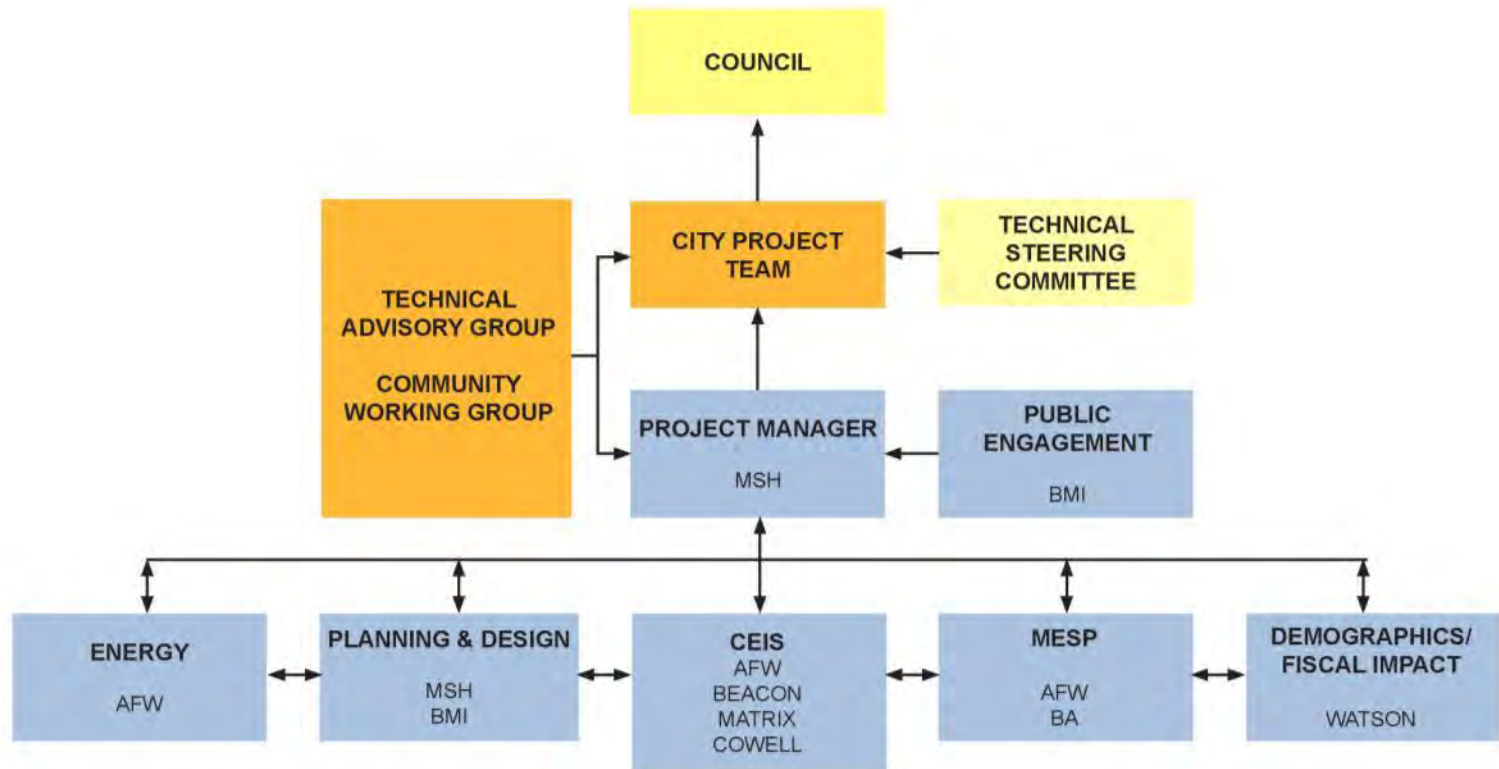 COUNCIL
CITY PROJECT
TEAM
TECHNICAL
STEERING
COMMITTEE
TECHNICAL
ADVISORY GROUP
COMMUNITY
WORKING GROUP
PROJECT MANAGER
MSH
PUBLIC
ENGAGEMENT
BMI
ENERGY
AFW
PLANNING & DESIGN
MSH
BMI
CEIS
AFW
BEACON
MATRIX
COWELL
MESP
AFW
BA
DEMOGRAPHICS/
FISCAL IMPACT
WATSON